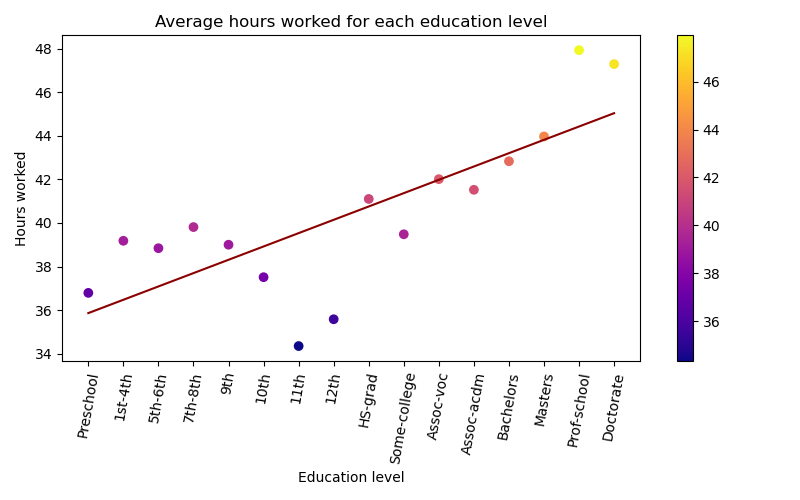 Average hours worked for each education level
Hours worked
48
46
44
42
40
38
36
34
Preschool
1st-4th
5th-6th
7th-8th
9th
10th
11th
12th
HS-grad
Some-college
Assoc-voc
Assoc-acdm
Bachelors
Masters
Prof-school
Doctorate
Education level
46
44
42
40
38
36